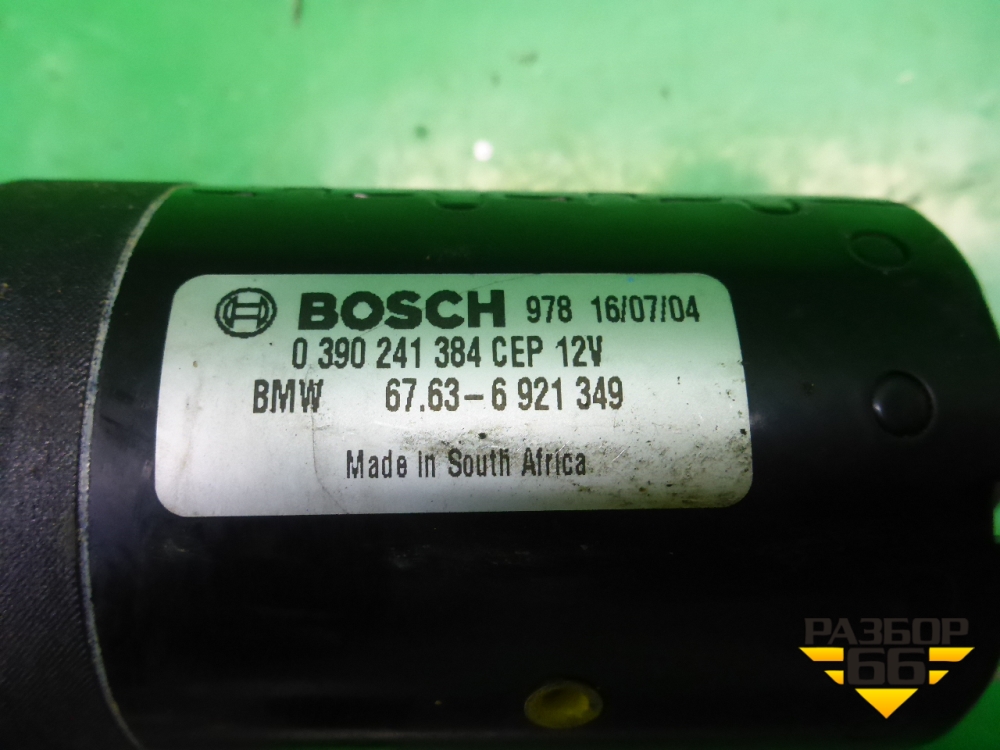 BOSCH 978 16/07/04
0 390 241 384 CEP 12V
BMW 67.63-6 921 349
Made in South Africa
РАЗБОР
66